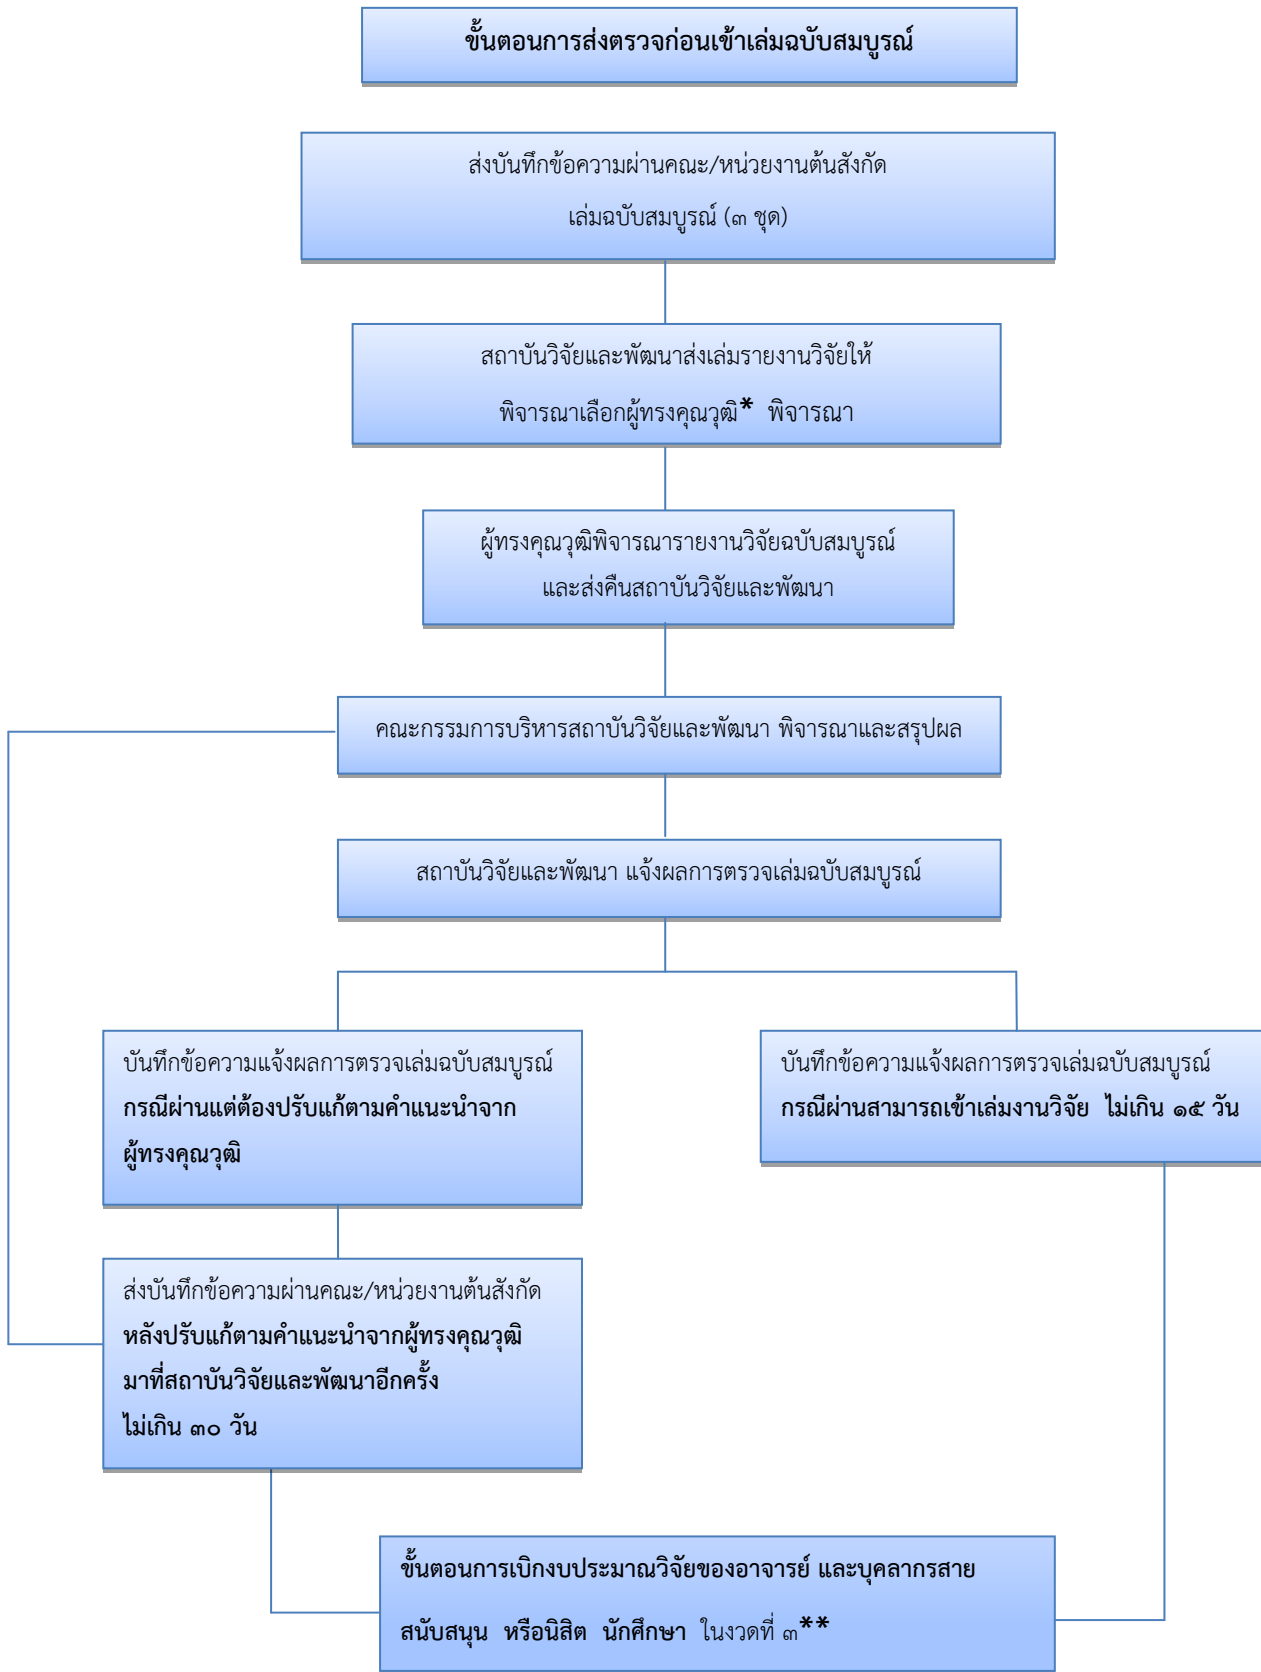 ขั้นตอนการส่งตรวจก่อนเข้าเล่มฉบับสมบูรณ์
ส่งบันทึกข้อความผ่านคณะ/หน่วยงานต้นสังกัด
เล่มฉบับสมบูรณ์ (๓ ชุด)
สถาบันวิจัยและพัฒนาส่งเล่มรายงานวิจัยให้
พิจารณาเลือกผู้ทรงคุณวุฒิ* พิจารณา
ผู้ทรงคุณวุฒิพิจารณารายงานวิจัยฉบับสมบูรณ์
และส่งคืนสถาบันวิจัยและพัฒนา
คณะกรรมการบริหารสถาบันวิจัยและพัฒนา พิจารณาและสรุปผล
สถาบันวิจัยและพัฒนา แจ้งผลการตรวจเล่มฉบับสมบูรณ์
บันทึกข้อความแจ้งผลการตรวจเล่มฉบับสมบูรณ์
กรณีผ่านแต่ต้องปรับแก้ตามคำแนะนำจาก
ผู้ทรงคุณวุฒิ
บันทึกข้อความแจ้งผลการตรวจเล่มฉบับสมบูรณ์
กรณีผ่านสามารถเข้าเล่มงานวิจัย ไม่เกิน ๑๕ วัน
ส่งบันทึกข้อความผ่านคณะ/หน่วยงานต้นสังกัด
หลังปรับแก้ตามคำแนะนำจากผู้ทรงคุณวุฒิ
มาที่สถาบันวิจัยและพัฒนาอีกครั้ง
ไม่เกิน ๓๐ วัน
ขั้นตอนการเบิกงบประมาณวิจัยของอาจารย์ และบุคลากรสาย
สนับสนุน หรือนิสิต นักศึกษา ในงวดที่ ๓**